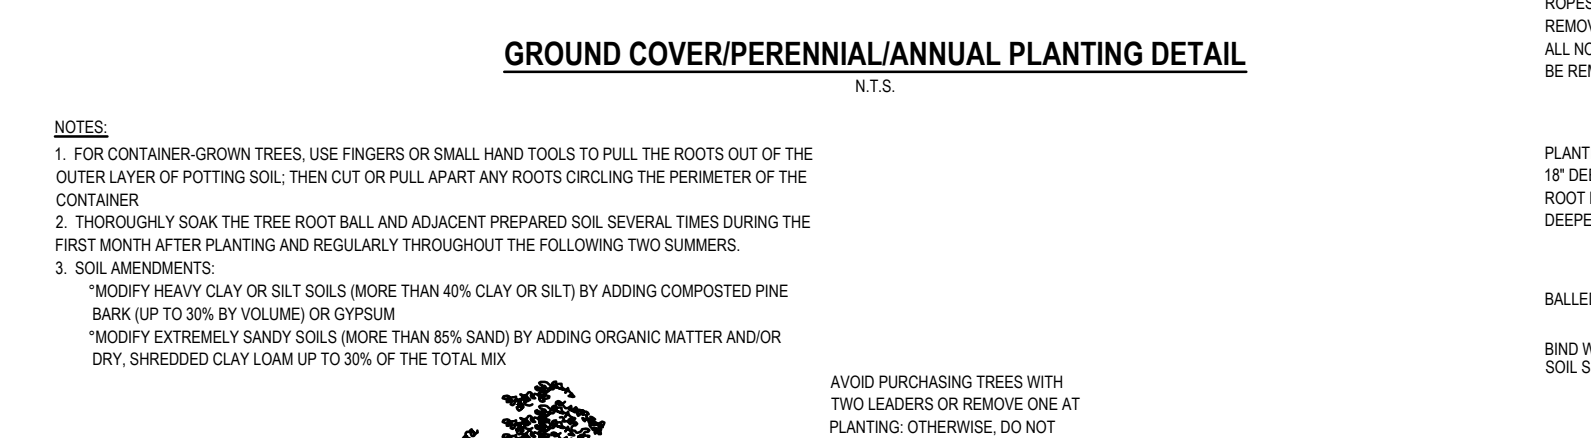 GROUND COVER/PERENNIAL/ANNUAL PLANTING DETAIL
N.T.S.
NOTES:
1. FOR CONTAINER-GROWN TREES, USE FINGERS OR SMALL HAND TOOLS TO PULL THE ROOTS OUT OF THE
OUTER LAYER OF POTTING SOIL; THEN CUT OR PULL APART ANY ROOTS CIRCLING THE PERIMETER OF THE
CONTAINER
2. THOROUGHLY SOAK THE TREE ROOT BALL AND ADJACENT PREPARED SOIL SEVERAL TIMES DURING THE
FIRST MONTH AFTER PLANTING AND REGULARLY THROUGHOUT THE FOLLOWING TWO SUMMERS.
3. SOIL AMENDMENTS:
°MODIFY HEAVY CLAY OR SILT SOILS (MORE THAN 40% CLAY OR SILT) BY ADDING COMPOSTED PINE
BARK (UP TO 30% BY VOLUME) OR GYPSUM
°MODIFY EXTREMELY SANDY SOILS (MORE THAN 85% SAND) BY ADDING ORGANIC MATTER AND/OR
DRY, SHREDDED CLAY LOAM UP TO 30% OF THE TOTAL MIX
AVOID PURCHASING TREES WITH
TWO LEADERS OR REMOVE ONE AT
PLANTING: OTHERWISE, DO NOT
ALL
BE
18"
ROOT
BIND
SOIL